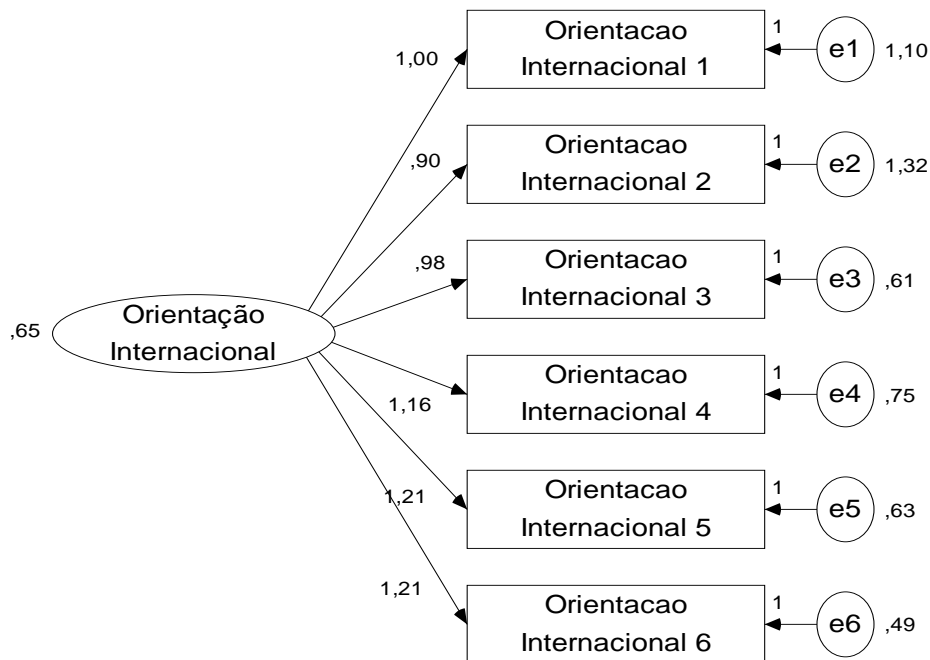 Orientacao
Internacional 1
1
e1
1,10
1,00
Orientacao
Internacional 2
1
e2
1,32
,90
Orientacao
Internacional 3
1
e3
,61
,98
,65
Orientação
Internacional
Orientacao
Internacional 4
1
e4
,75
1,16
Orientacao
Internacional 5
1
e5
,63
1,21
Orientacao
Internacional 6
1
e6
,49
1,21